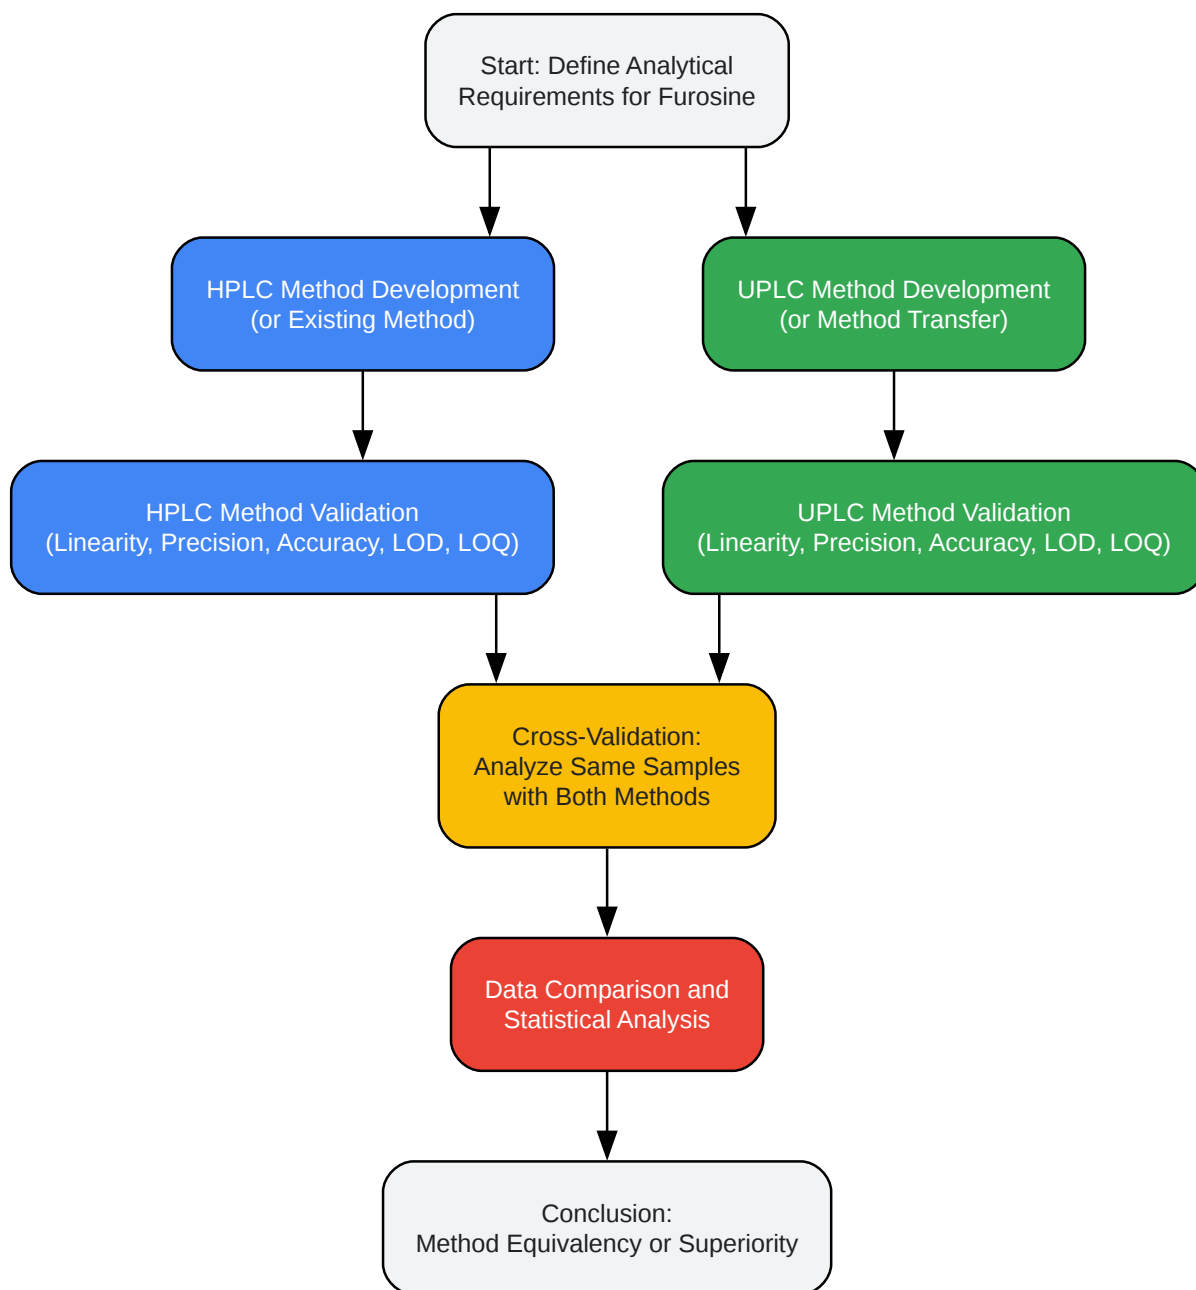 Start: Define Analytical
Requirements for Furosine
HPLC Method Development
(or Existing Method)
UPLC Method Development
(or Method Transfer)
HPLC Method Validation
(Linearity, Precision, Accuracy, LOD, LOQ)
UPLC Method Validation
(Linearity, Precision, Accuracy, LOD, LOQ)
Cross-Validation:
Analyze Same Samples
with Both Methods
Data Comparison and
Statistical Analysis
Conclusion:
Method Equivalency or Superiority